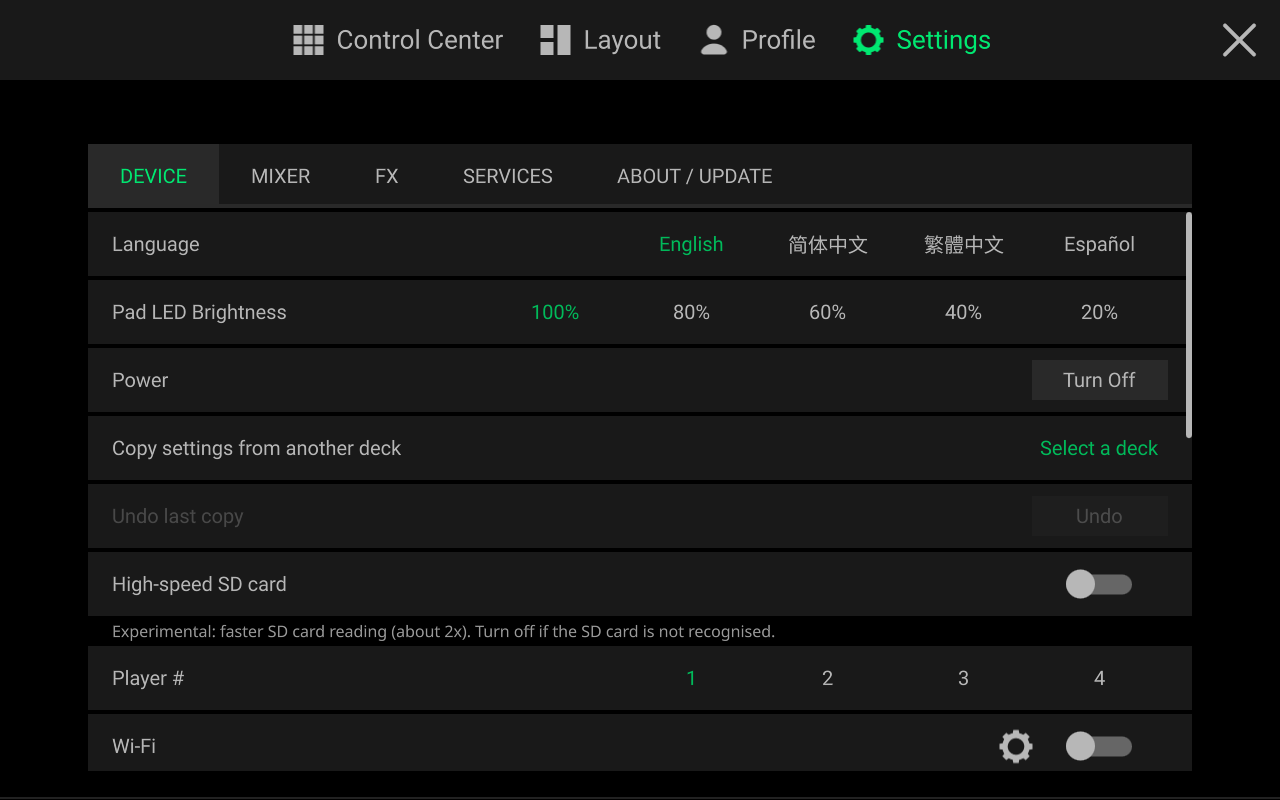 Control Center Layout Profile Settings
DEVICE MIXER FX SERVICES ABOUT / UPDATE
Language English 简体中文 繁體中文 Español
Pad LED Brightness 100% 80% 60% 40% 20%
Power Turn Off
Copy settings from another deck Select a deck
Undo last copy Undo
High-speed SD card
Experimental: faster SD card reading (about 2x). Turn off if the SD card is not recognised.
Player # 1 2 3 4
Wi-Fi